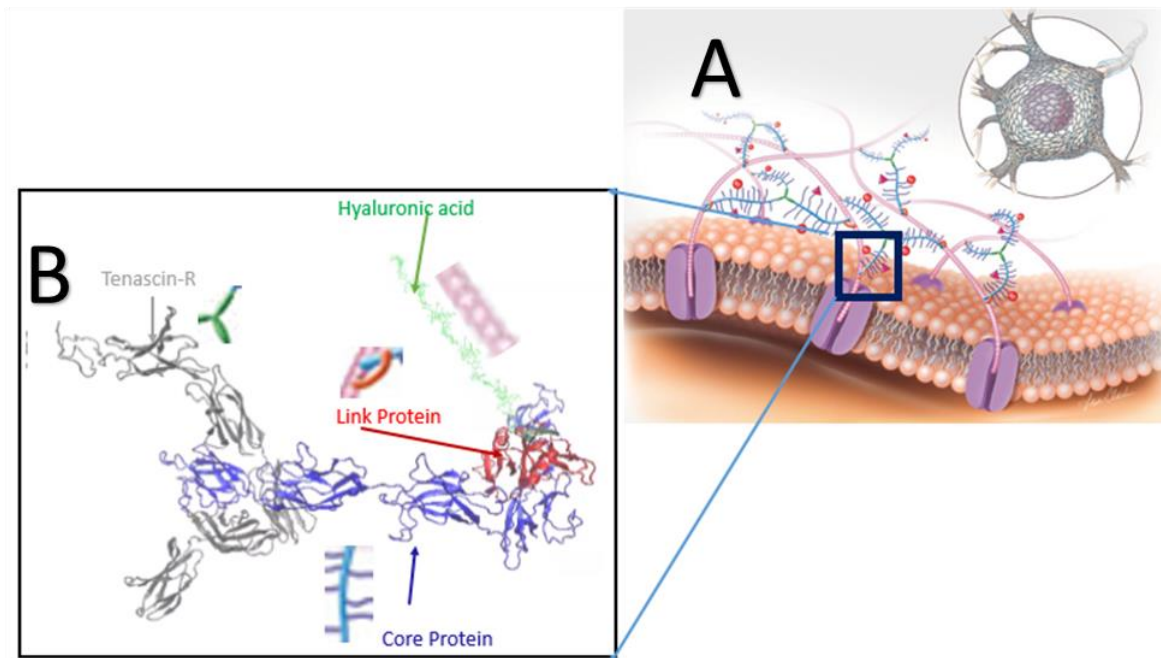 A
Hyaluronic acid
B
Tenascin-R
Link Protein
Core Protein